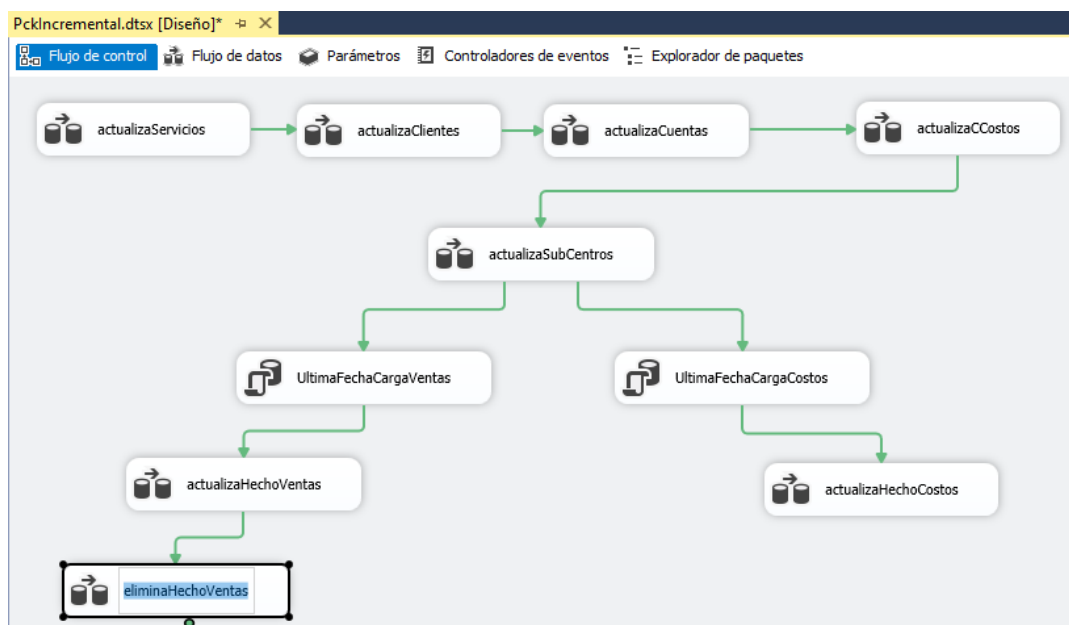 PckIncremental.dtsx [Diseño]*
Flujo de control Flujo de datos Parámetros Controladores de eventos Explorador de paquetes
actualizaServicios actualizaClientes actualizaCuentas actualizaCCostos
actualizaSubCentros
UltimaFechaCargaVentas UltimaFechaCargaCostos
actualizaHechoVentas actualizaHechoCostos
eliminaHechoVentas